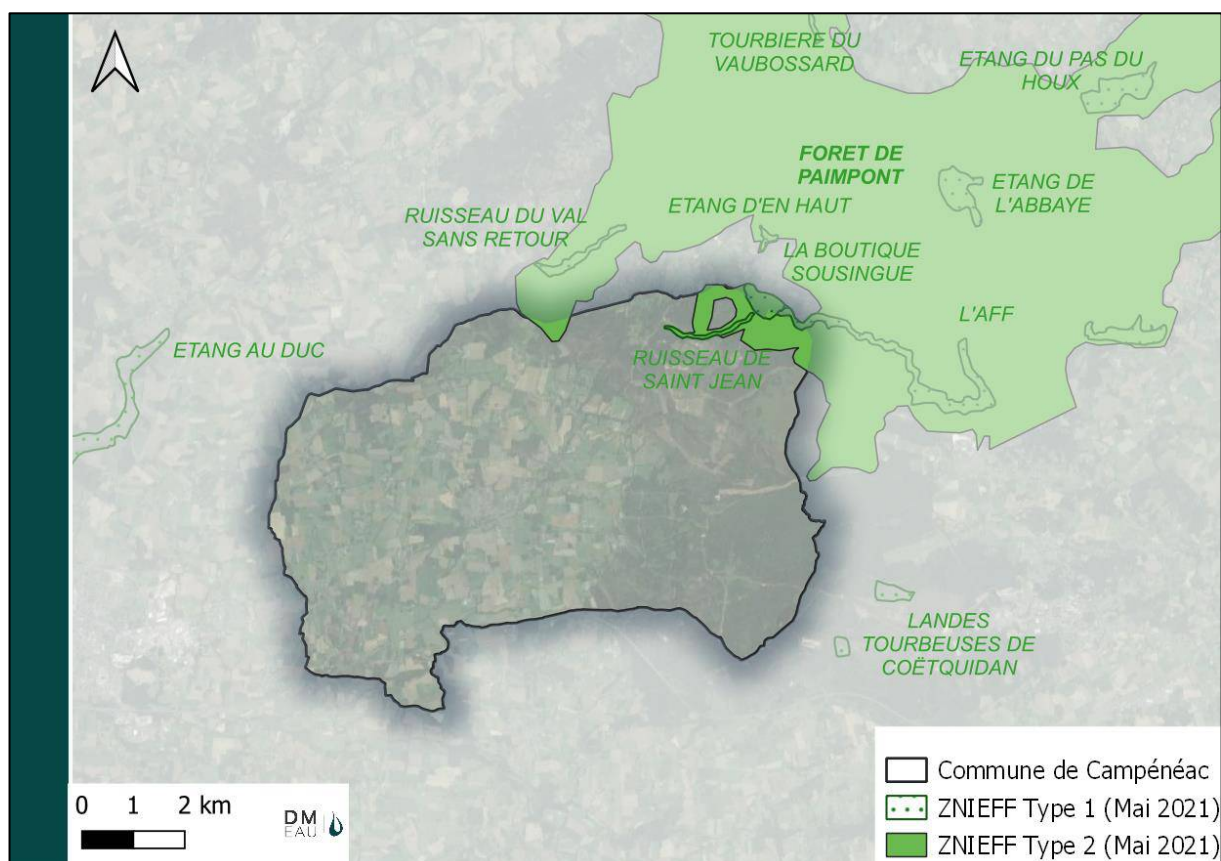 TOURBIERE DU
VAUBOSSARD
ETANG DU PAS DU
HOUX
FORET DE
PAIMPONT
ETANG DE
L'ABBAYE
ETANG D'EN HAUT
RUISSEAU DU VAL
SANS RETOUR
LA BOUTIQUE
SOUSINGUE
L'AFF
ETANG AU DUC
RUISSEAU DE
SAINT JEAN
LANDES
TOURBEUSES DE
COËTQUIDAN
0 1 2 km
DM
EAU
Commune de Campénéac
ZNIEFF Type 1 (Mai 2021)
ZNIEFF Type 2 (Mai 2021)